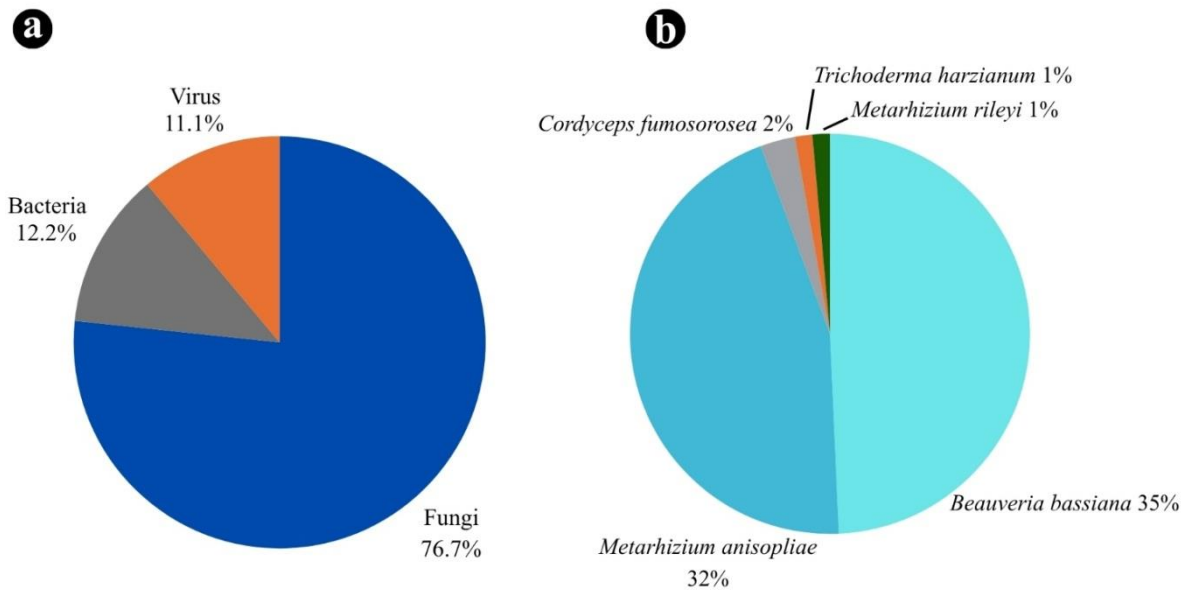 a
Virus
11.1%
Bacteria
12.2%
Fungi
76.7%
b
Trichoderma harzianum 1%
Metarhizium rileyi 1%
Cordyceps fumosorosea 2%
Beauveria bassiana 35%
Metarhizium anisopliae
32%